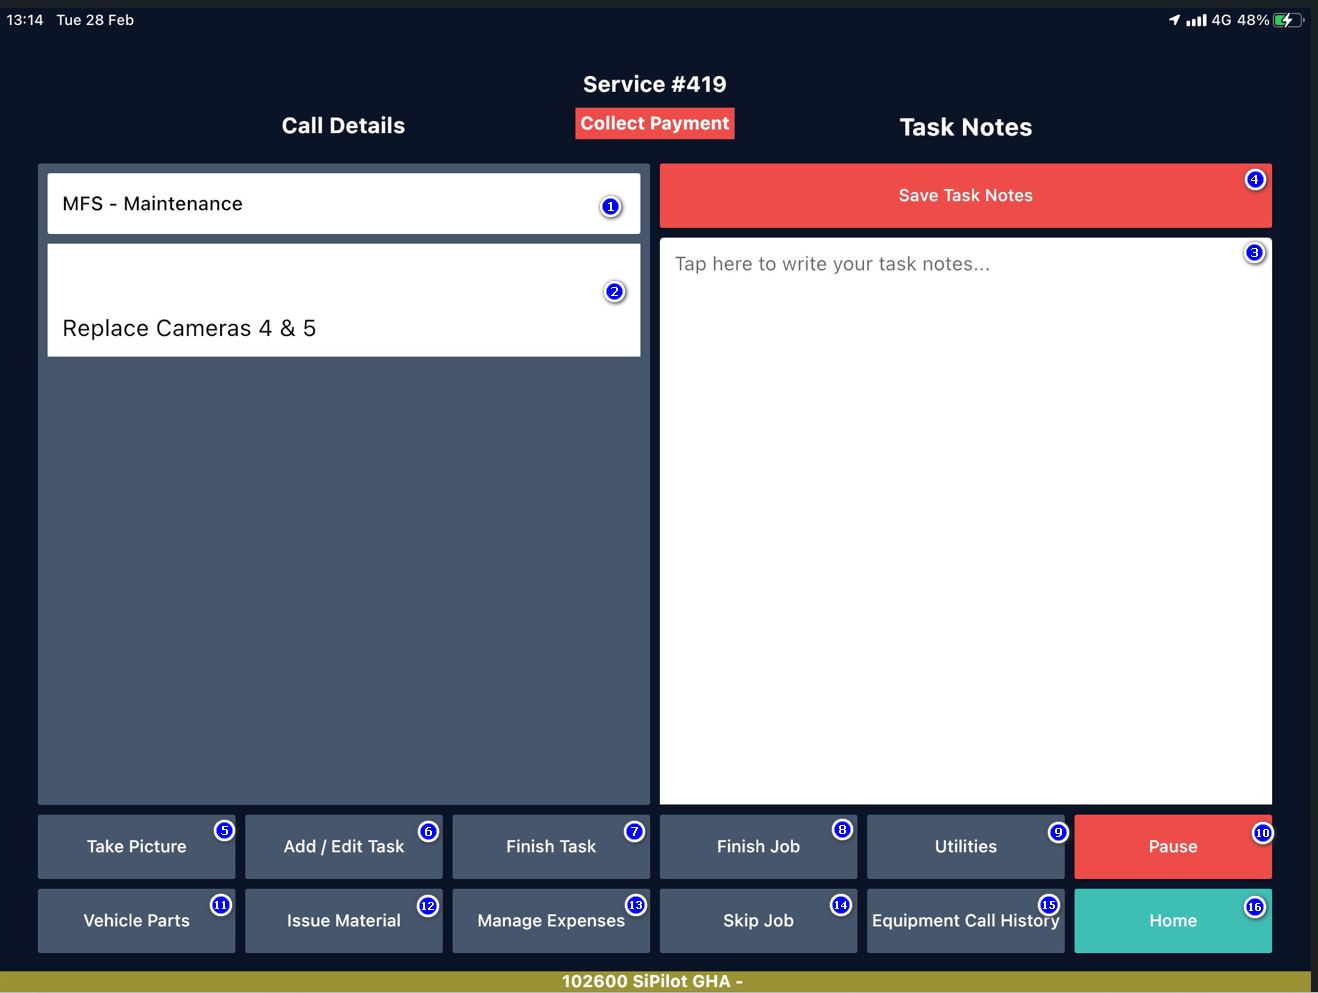 13:14 Tue 28 Feb
4G 48%
Service #419
Call Details
Collect Payment
Task Notes
MFS - Maintenance
1
Save Task Notes
4
Replace Cameras 4 & 5
2
Tap here to write your task notes...
3
Take Picture
5
Add / Edit Task
6
Finish Task
7
Finish Job
8
Utilities
9
Pause
10
Vehicle Parts
11
Issue Material
12
Manage Expenses
13
Skip Job
14
Equipment Call History
15
Home
16
102600 SiPilot GHA -